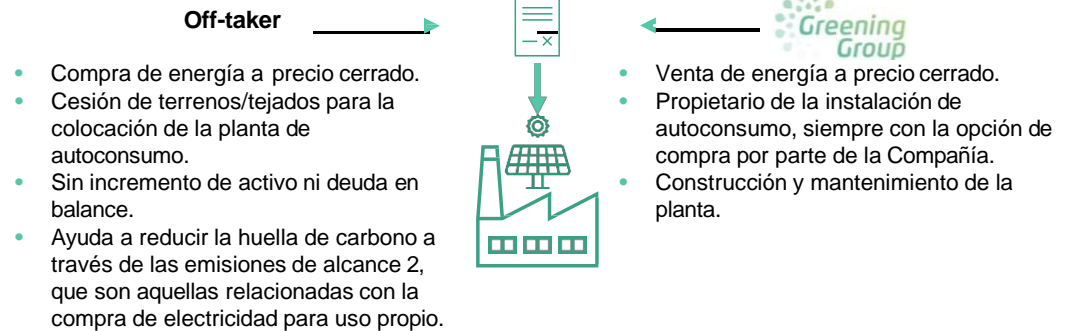 Off-taker
• Compra de energía a precio cerrado.
• Cesión de terrenos/tejados para la
colocación de la planta de
autoconsumo.
• Sin incremento de activo ni deuda en
balance.
• Ayuda a reducir la huella de carbono a
través de las emisiones de alcance 2,
que son aquellas relacionadas con la
compra de electricidad para uso propio.
Greening
Group
• Venta de energía a precio cerrado.
• Propietario de la instalación de
autoconsumo, siempre con la opción de
compra por parte de la Compañía.
• Construcción y mantenimiento de la
planta.